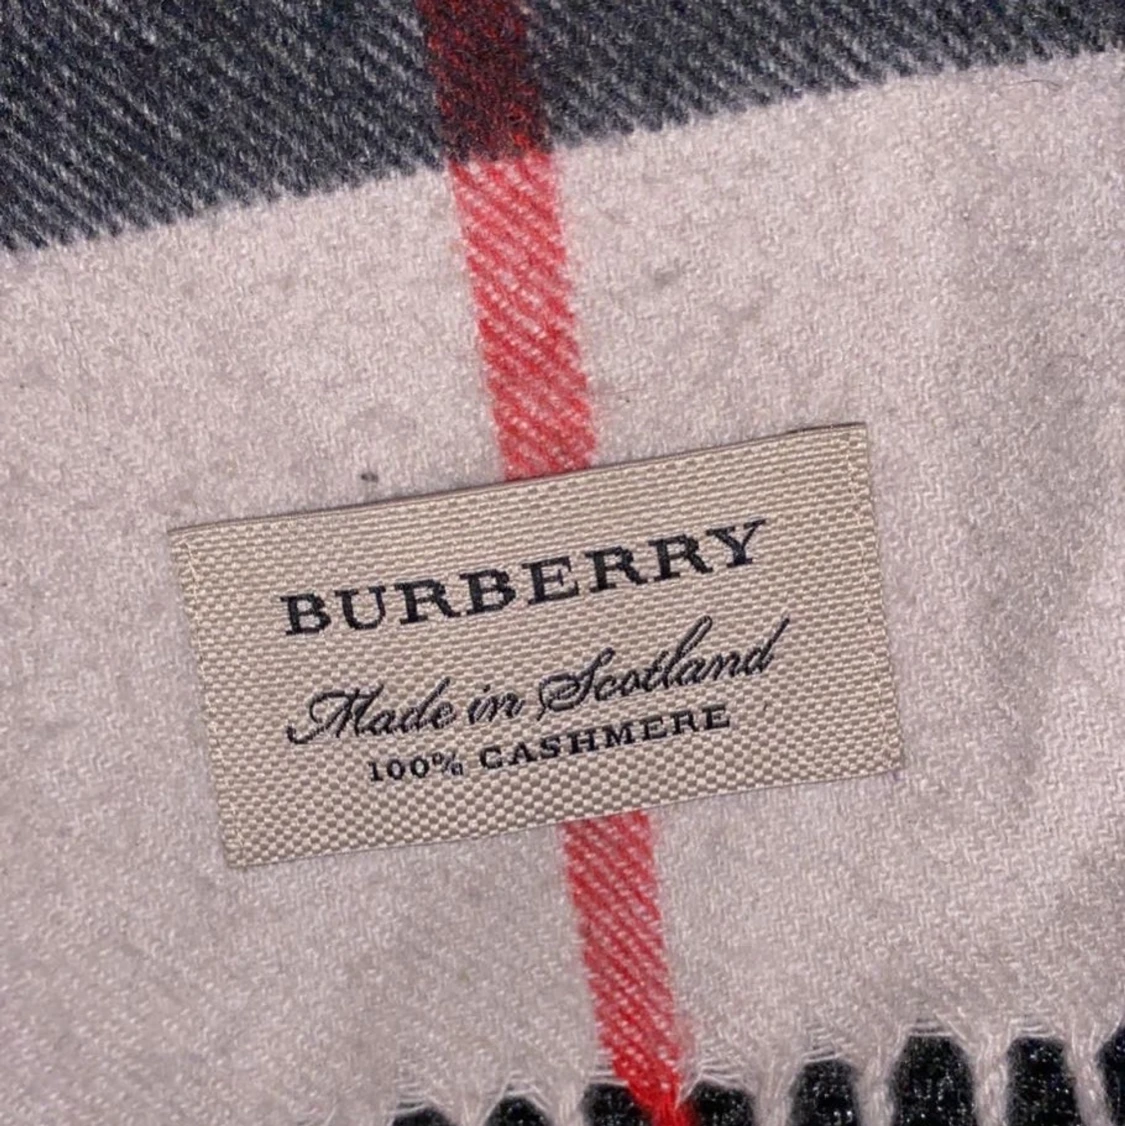 BURBERRY
Made in Scotland
100% CASHMERE